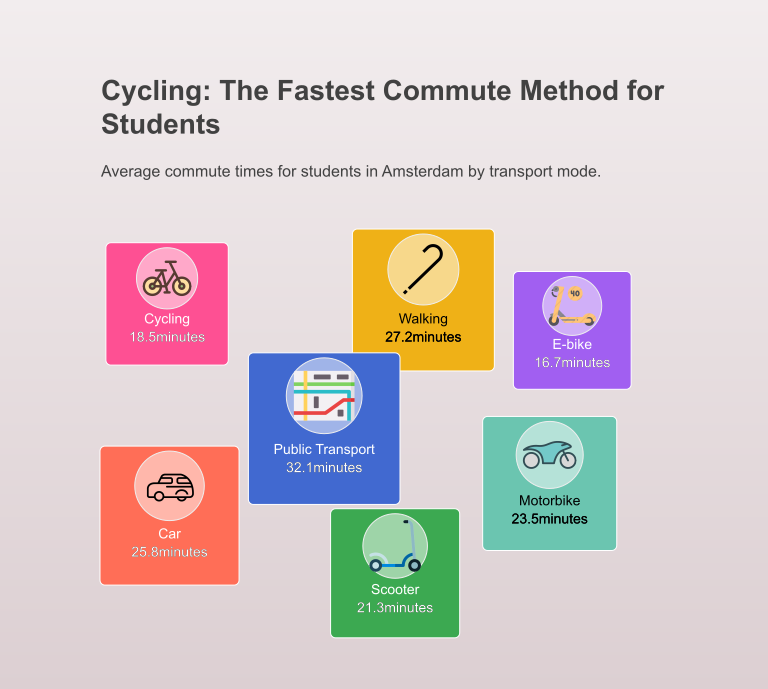 Cycling: The Fastest Commute Method for
Students
Average commute times for students in Amsterdam by transport mode.
Cycling
18.5minutes
Walking
27.2minutes
40
E-bike
16.7minutes
Public Transport
32.1minutes
Motorbike
23.5minutes
Car
25.8minutes
Scooter
21.3minutes